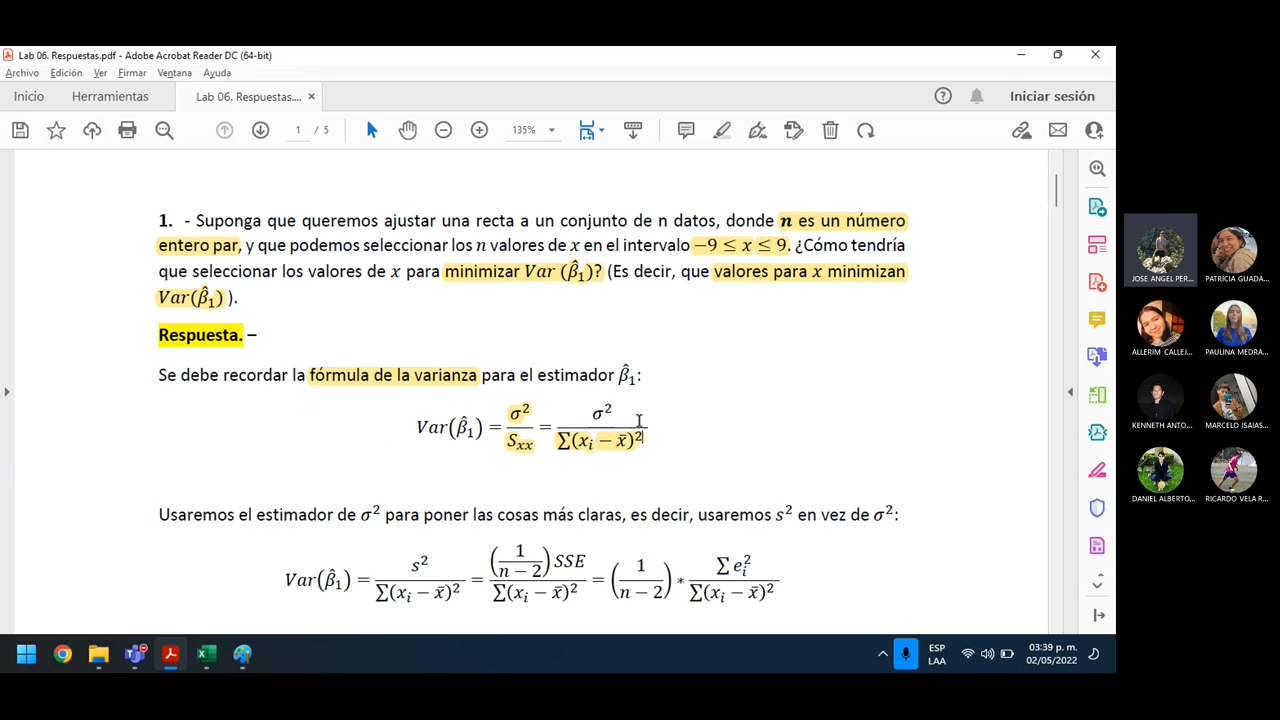 Lab 06. Respuestas.pdf - Adobe Acrobat Reader DC (64-bit)
Archivo Edición Ver Firmar Ventana Ayuda
Inicio Herramientas Lab 06. Respuestas.... × Iniciar sesión
1 / 5 135%
1. - Suponga que queremos ajustar una recta a un conjunto de n datos, donde n es un número
entero par, y que podemos seleccionar los n valores de x en el intervalo −9 ≤ x ≤ 9. ¿Cómo tendría
que seleccionar los valores de x para minimizar Var (β̂₁)? (Es decir, que valores para x minimizan
Var(β̂₁) ).
Respuesta. –
Se debe recordar la fórmula de la varianza para el estimador β̂₁:
Var(β̂₁) = σ² / Sxx = σ² / ∑(xᵢ − x̄)²
Usaremos el estimador de σ² para poner las cosas más claras, es decir, usaremos s² en vez de σ²:
Var(β̂₁) = s² / ∑(xᵢ − x̄)² = (1 / n − 2) SSE / ∑(xᵢ − x̄)² = (1 / n − 2) * ∑ eᵢ² / ∑(xᵢ − x̄)²
JOSE ANGEL PER... PATRICIA GUADA...
ALLERIM CALLEJ... PAULINA MEDRA...
KENNETH ANTO... MARCELO ISAIAS...
DANIEL ALBERTO... RICARDO VELA R...
ESP
LAA
03:39 p. m.
02/05/2022